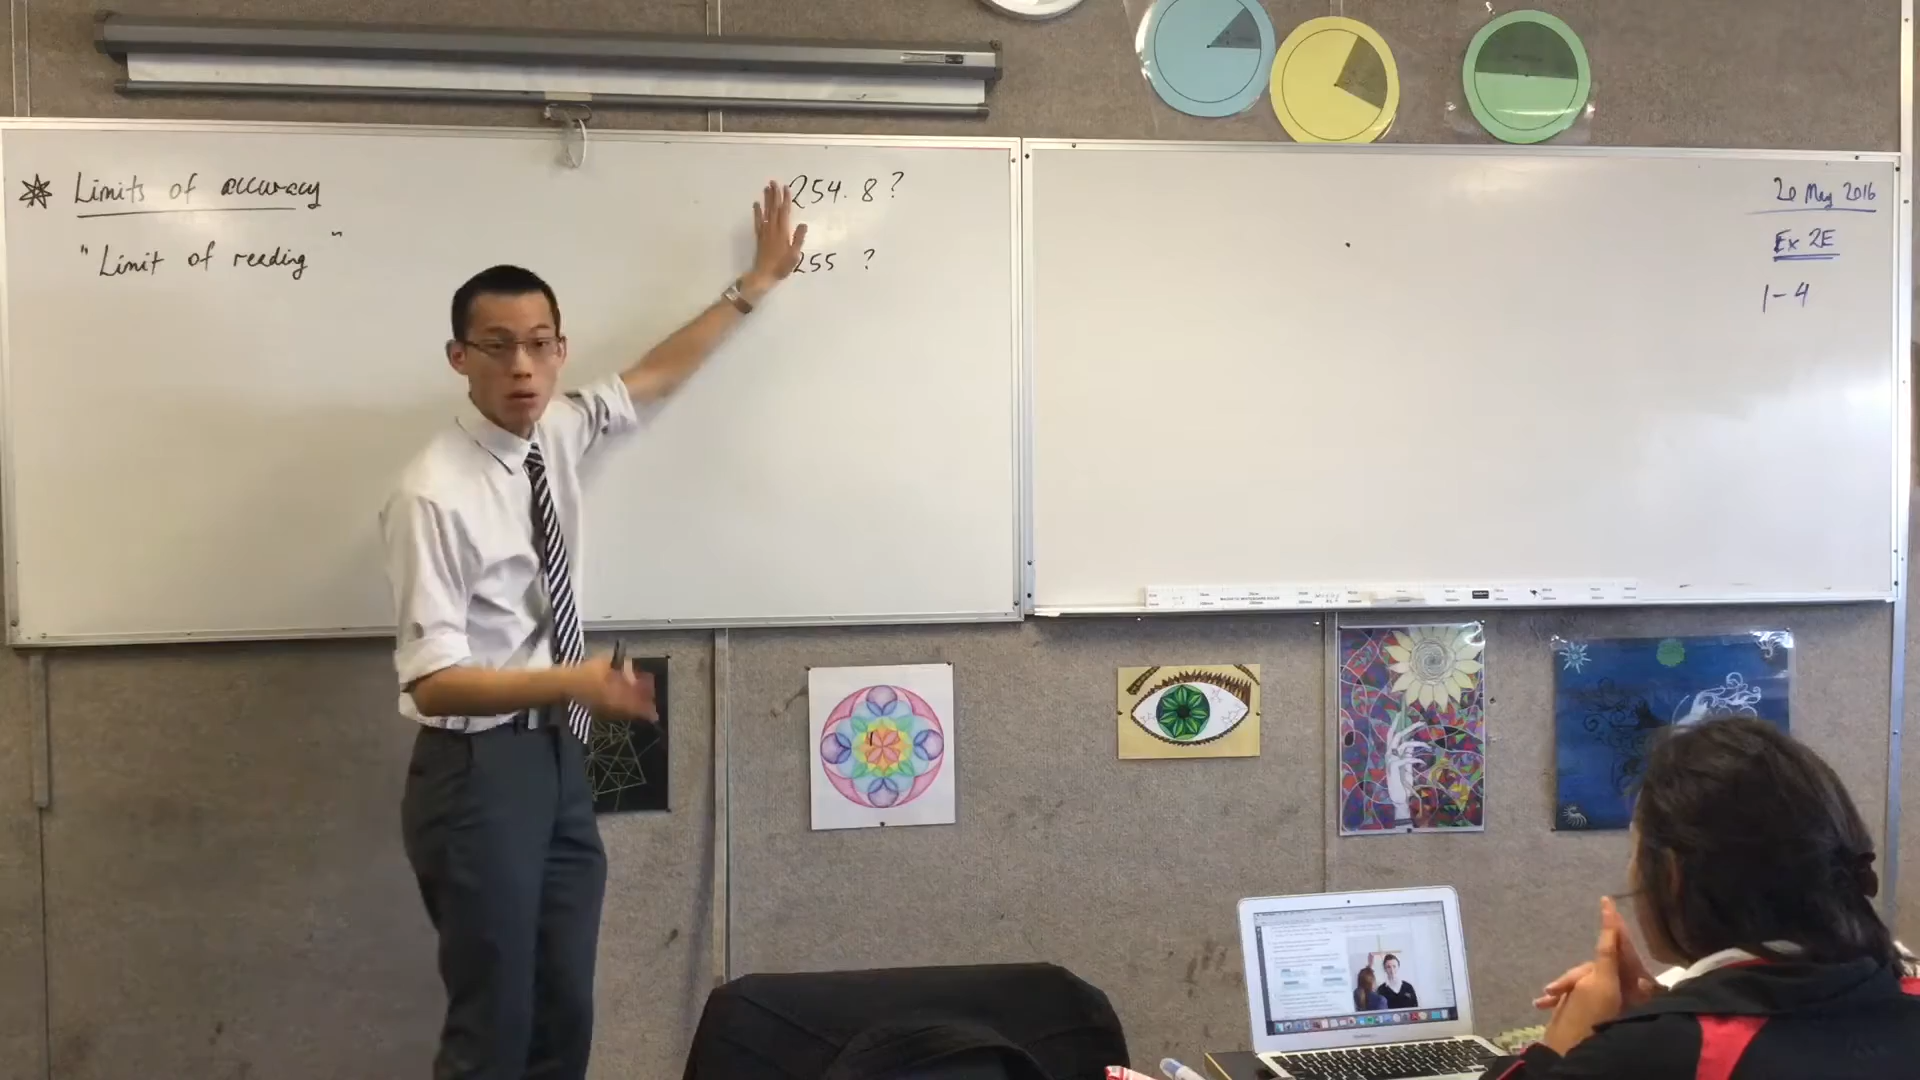 Limits of accuracy
"Limit of reading"
254.8?
255 ?
20 May 2016
Ex 2E
1-4